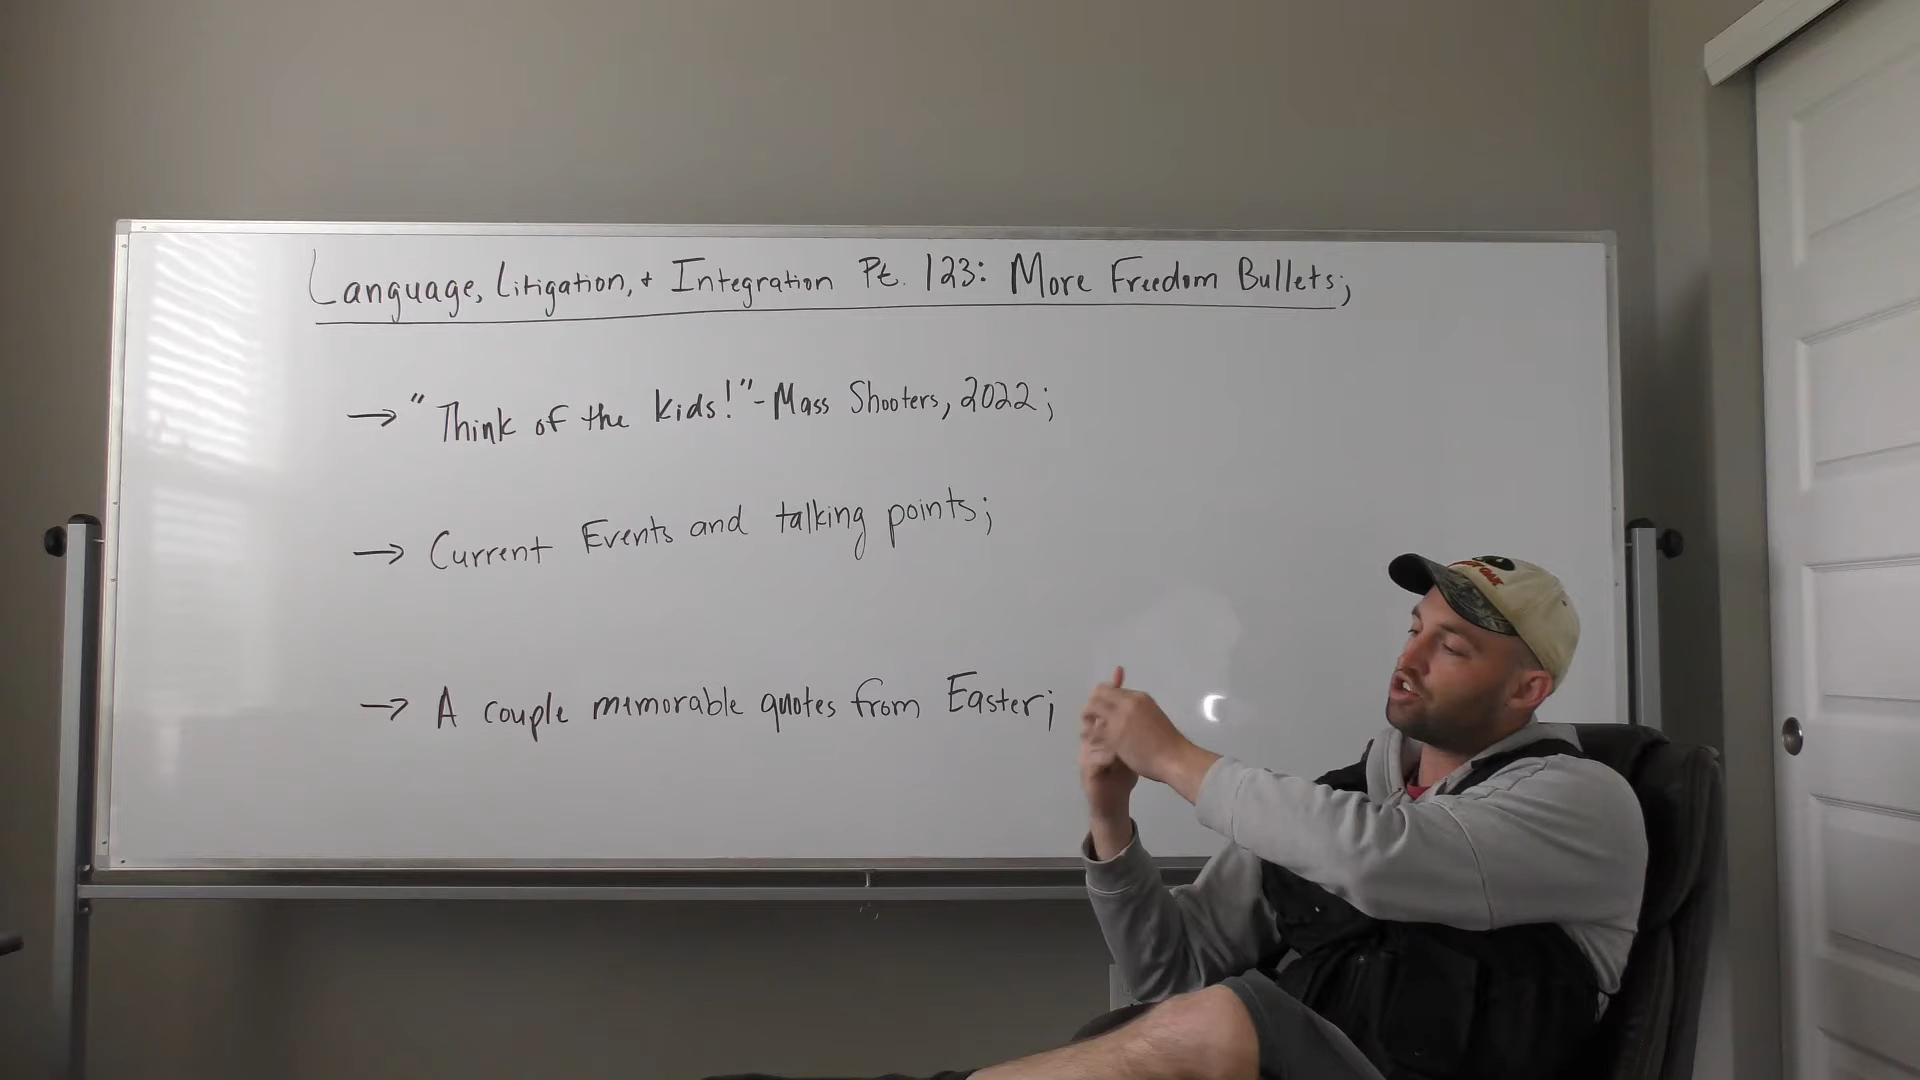 Language, Litigation, + Integration Pt. 123: More Freedom Bullets;
→ "Think of the kids!" - Mass Shooters, 2022;
→ Current Events and talking points;
→ A couple memorable quotes from Easter;